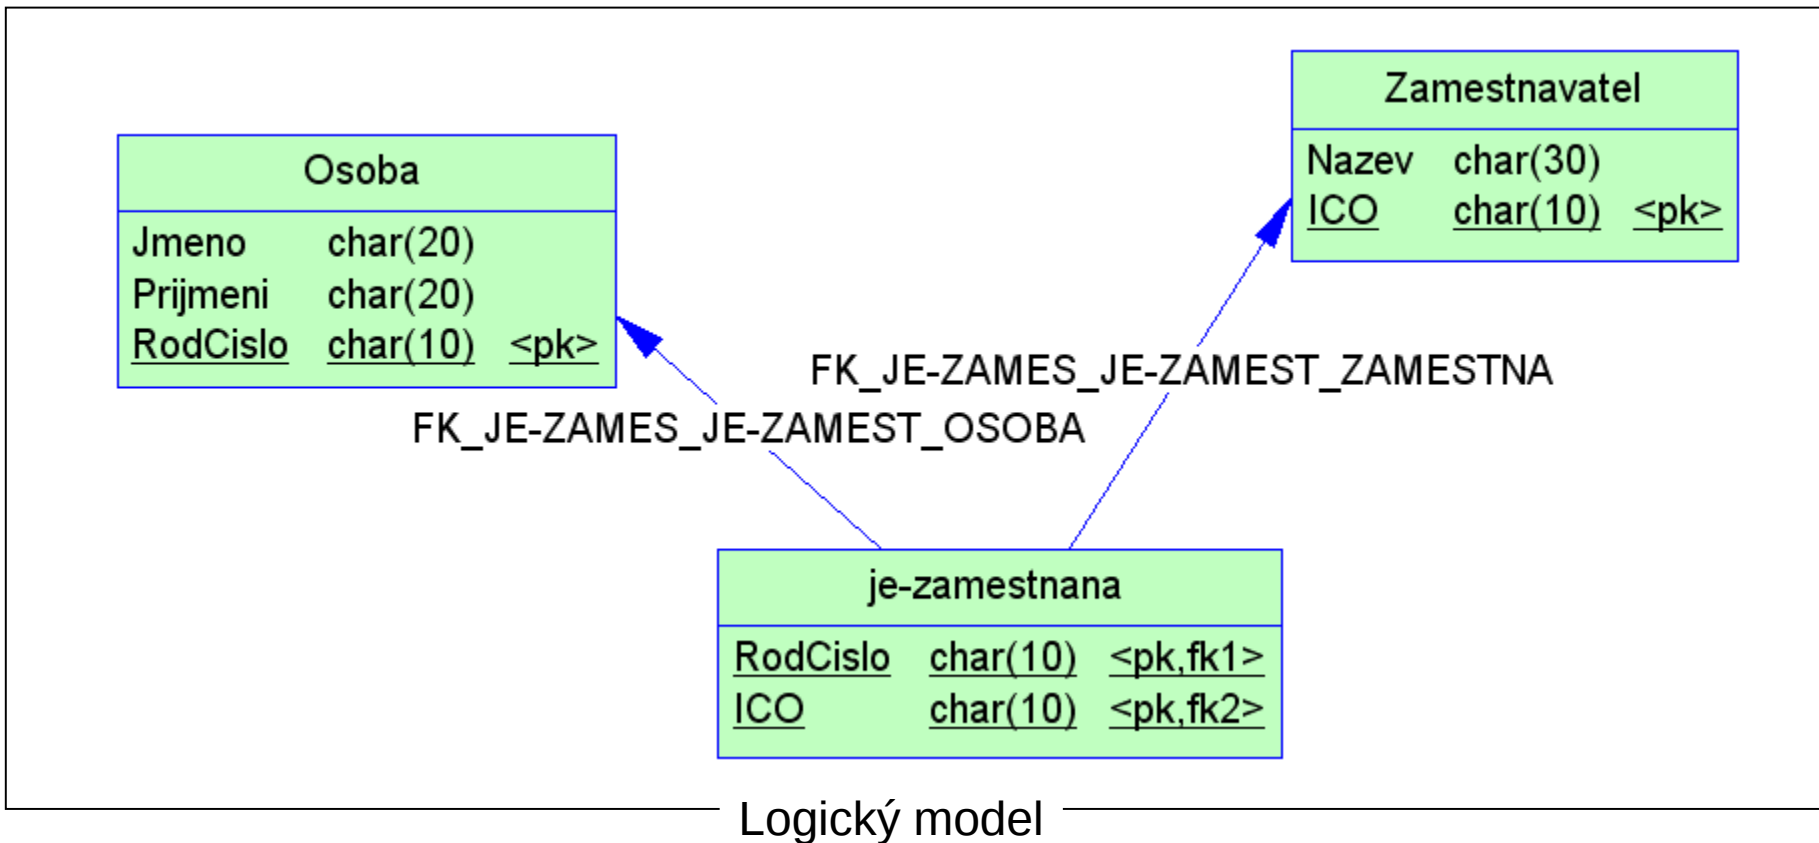 Zamestnavatel
Nazev char(30)
ICO char(10) <pk>
Osoba
Jmeno char(20)
Prijmeni char(20)
RodCislo char(10) <pk>
FK_JE-ZAMES_JE-ZAMEST_ZAMESTNA
FK_JE-ZAMES_JE-ZAMEST_OSOBA
je-zamestnana
RodCislo char(10) <pk,fk1>
ICO char(10) <pk,fk2>
Logický model